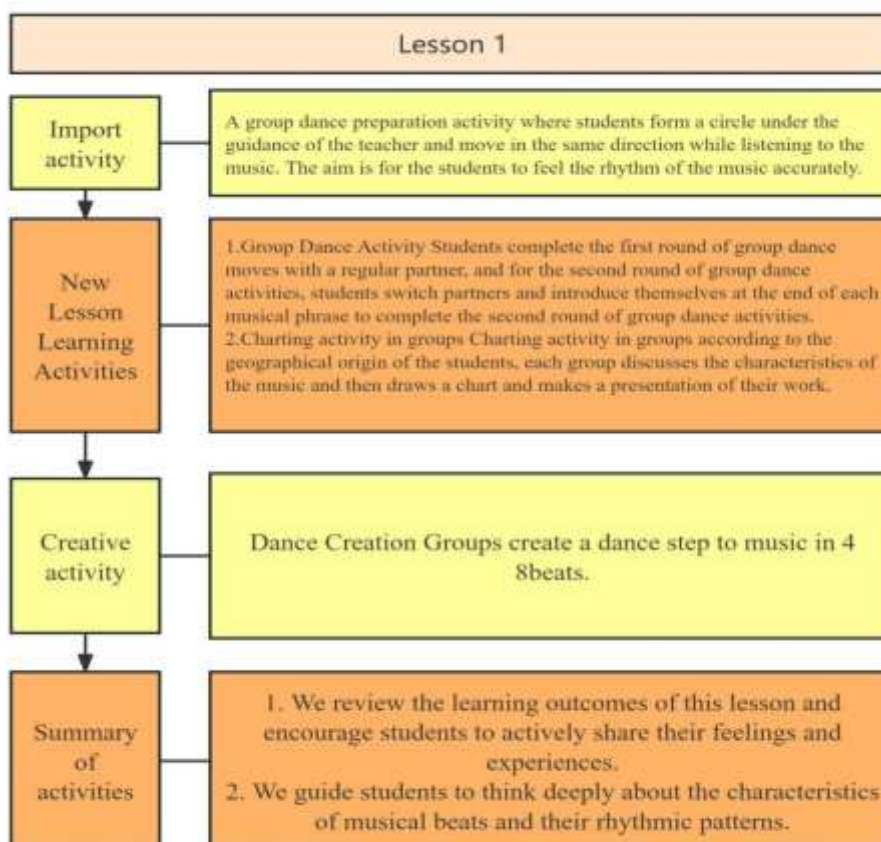 Lesson 1
Import
activity
A group dance preparation activity where students form a circle under the
guidance of the teacher and move in the same direction while listening to the
music. The aim is for the students to feel the rhythm of the music accurately.
New
Lesson
Learning
Activities
1.Group Dance Activity Students complete the first round of group dance
moves with a regular partner, and for the second round of group dance
activities, students switch partners and introduce themselves at the end of each
musical phrase to complete the second round of group dance activities.
2.Charting activity in groups Charting activity in groups according to the
geographical origin of the students, each group discusses the characteristics of
the music and then draws a chart and makes a presentation of their work.
Creative
activity
Dance Creation Groups create a dance step to music in 4
8beats.
Summary
of
activities
1. We review the learning outcomes of this lesson and
encourage students to actively share their feelings and
experiences.
2. We guide students to think deeply about the characteristics
of musical beats and their rhythmic patterns.